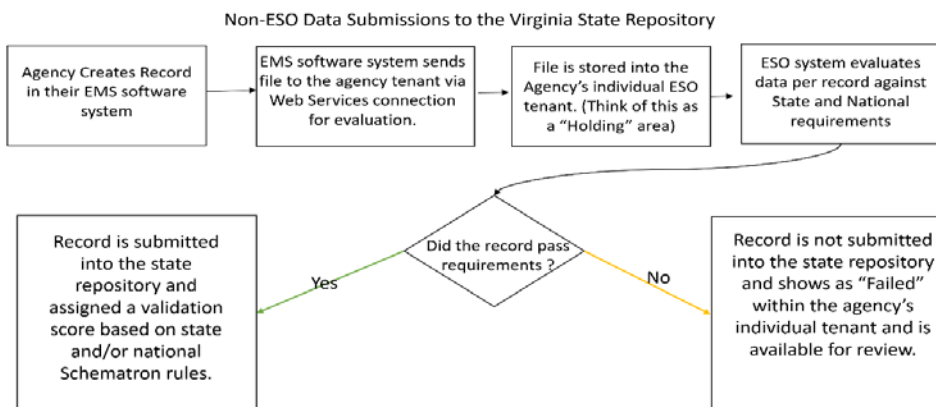 Non-ESO Data Submissions to the Virginia State Repository
Agency Creates Record
in their EMS software
system
EMS software system sends
file to the agency tenant via
Web Services connection
for evaluation.
File is stored into the
Agency's individual ESO
tenant. (Think of this as
a “Holding” area)
ESO system evaluates
data per record against
State and National
requirements
Did the record pass
requirements ?
Yes
No
Record is submitted
into the state
repository and
assigned a validation
score based on state
and/or national
Schematron rules.
Record is not submitted
into the state repository
and shows as “Failed”
within the agency's
individual tenant and is
available for review.